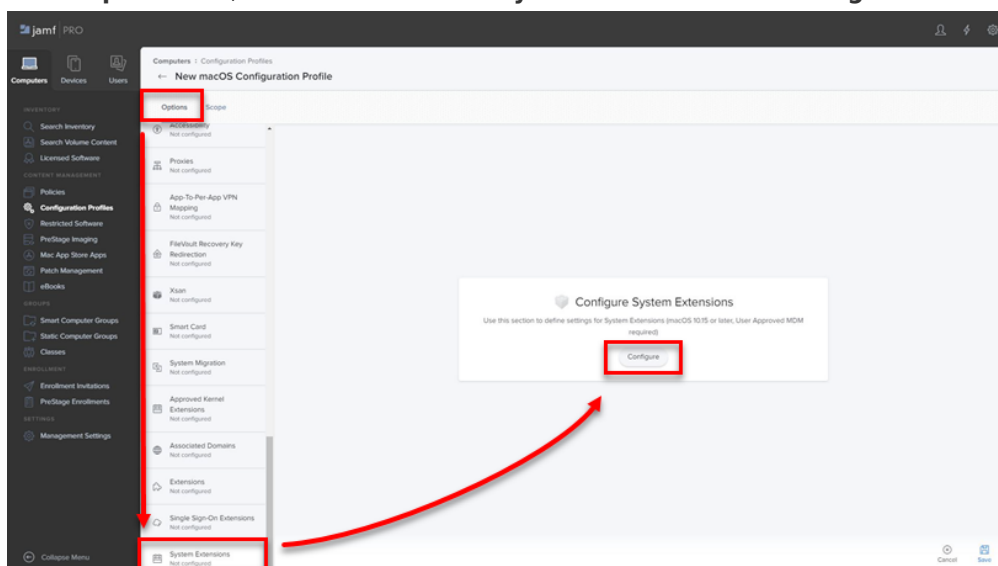 jamf PRO
Computers
Devices
Users
Computers : Configuration Profiles
← New macOS Configuration Profile
INVENTORY
Search Inventory
Search Volume Content
Licensed Software
CONTENT MANAGEMENT
Policies
Configuration Profiles
Restricted Software
PreStage Imaging
Mac App Store Apps
Patch Management
eBooks
GROUPS
Smart Computer Groups
Static Computer Groups
Classes
ENROLLMENT
Enrollment Invitations
PreStage Enrollments
SETTINGS
Management Settings
Collapse Menu
Options
Scope
Accessibility
Not configured
Proxies
Not configured
App-To-Per-App VPN
Mapping
Not configured
FileVault Recovery Key
Redirection
Not configured
Xsan
Not configured
Smart Card
Not configured
System Migration
Not configured
Approved Kernel
Extensions
Not configured
Associated Domains
Not configured
Extensions
Not configured
Single Sign-On Extensions
Not configured
System Extensions
Not configured
Configure System Extensions
Use this section to define settings for System Extensions (macOS 10.15 or later, User Approved MDM
required)
Configure
Cancel
Save